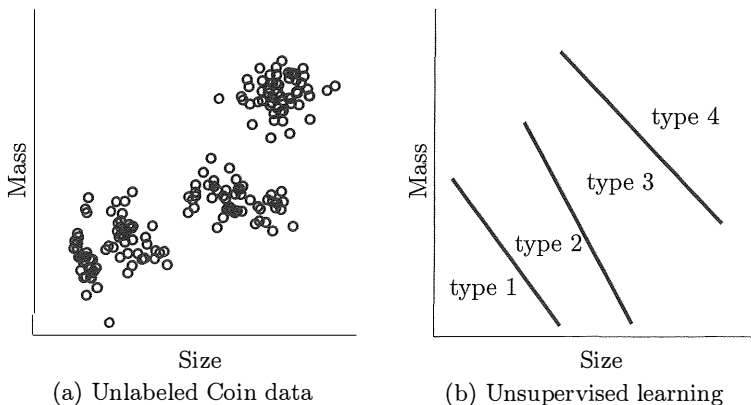 Mass
Size
(a) Unlabeled Coin data
Mass
type 4
type 3
type 2
type 1
Size
(b) Unsupervised learning